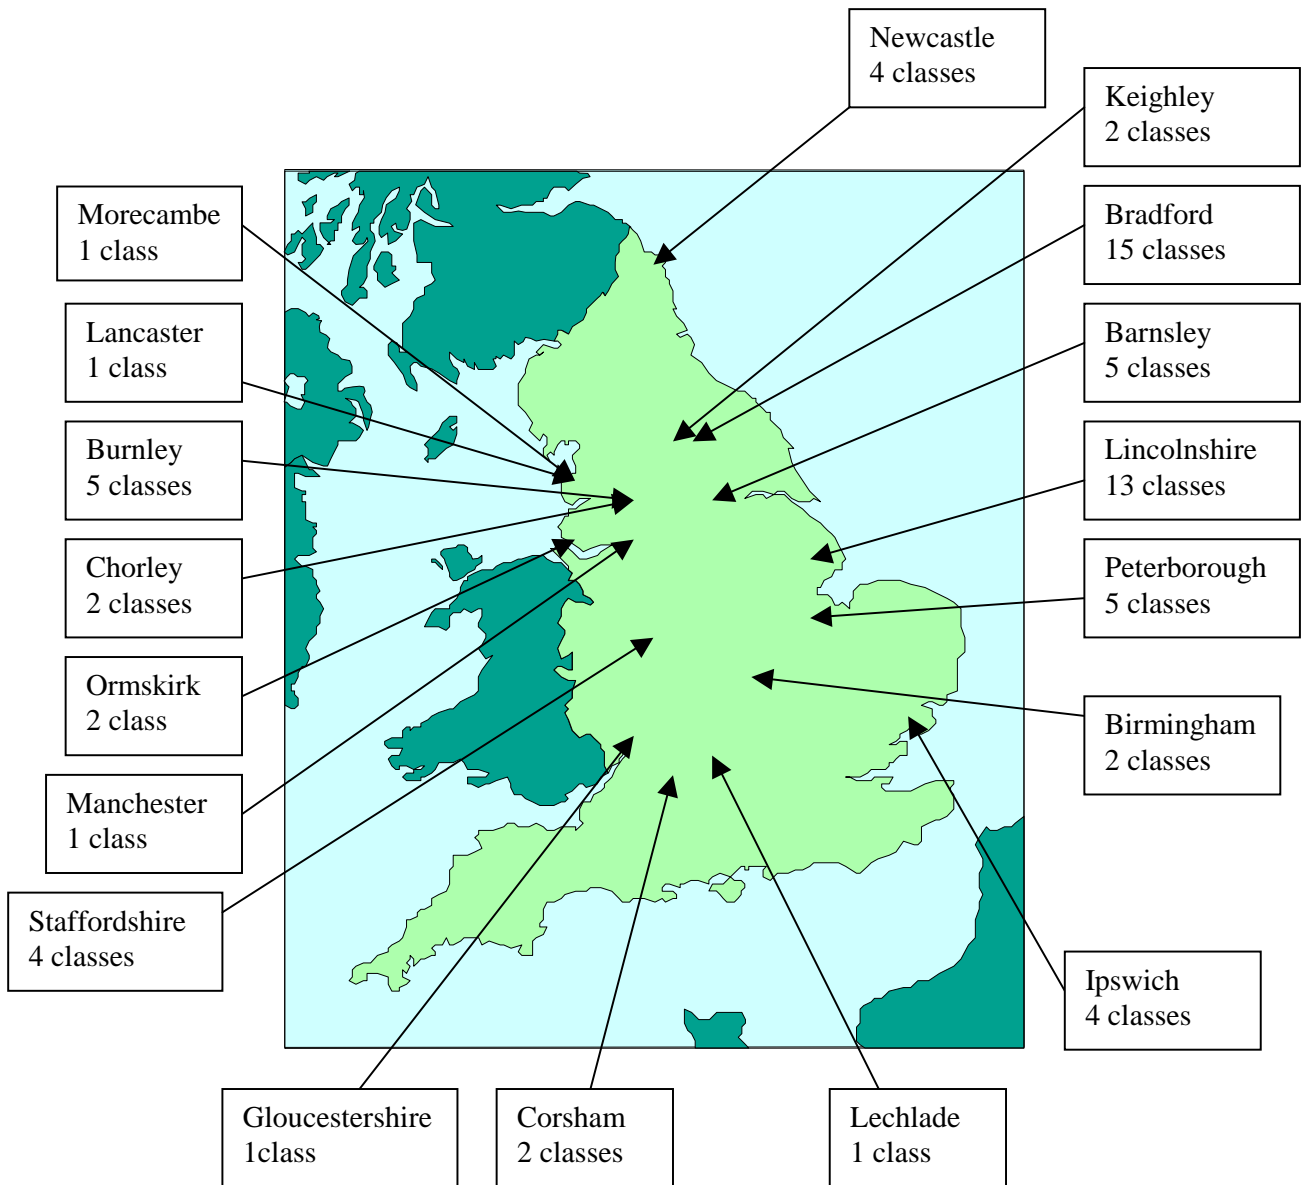 Newcastle
4 classes
Keighley
2 classes
Morecambe
1 class
Bradford
15 classes
Lancaster
1 class
Barnsley
5 classes
Burnley
5 classes
Lincolnshire
13 classes
Chorley
2 classes
Peterborough
5 classes
Ormskirk
2 class
Birmingham
2 classes
Manchester
1 class
Staffordshire
4 classes
Ipswich
4 classes
Gloucestershire
1class
Corsham
2 classes
Lechlade
1 class